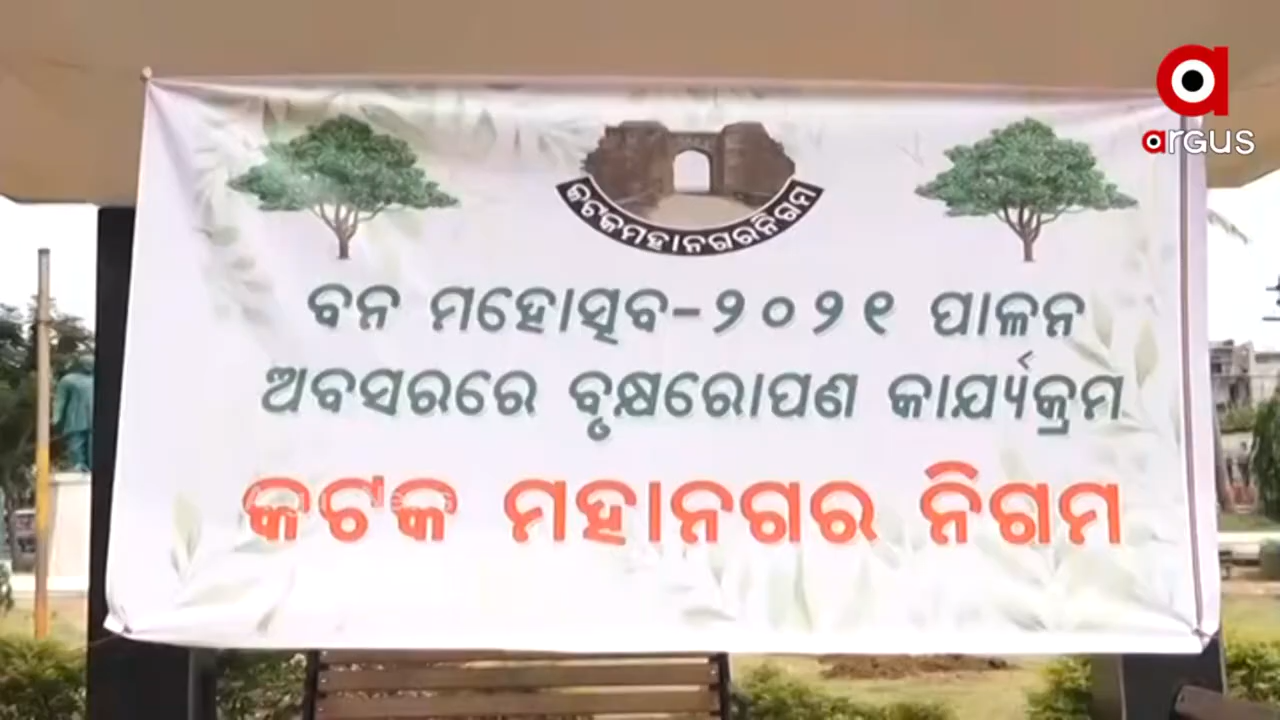 argus
କଟକମହାନଗରନିଗମ
ବନ ମହୋତ୍ସବ-୨୦୨୧ ପାଳନ
ଅବସରରେ ବୃକ୍ଷରୋପଣ କାର୍ଯ୍ୟକ୍ରମ
କଟକ ମହାନଗର ନିଗମ